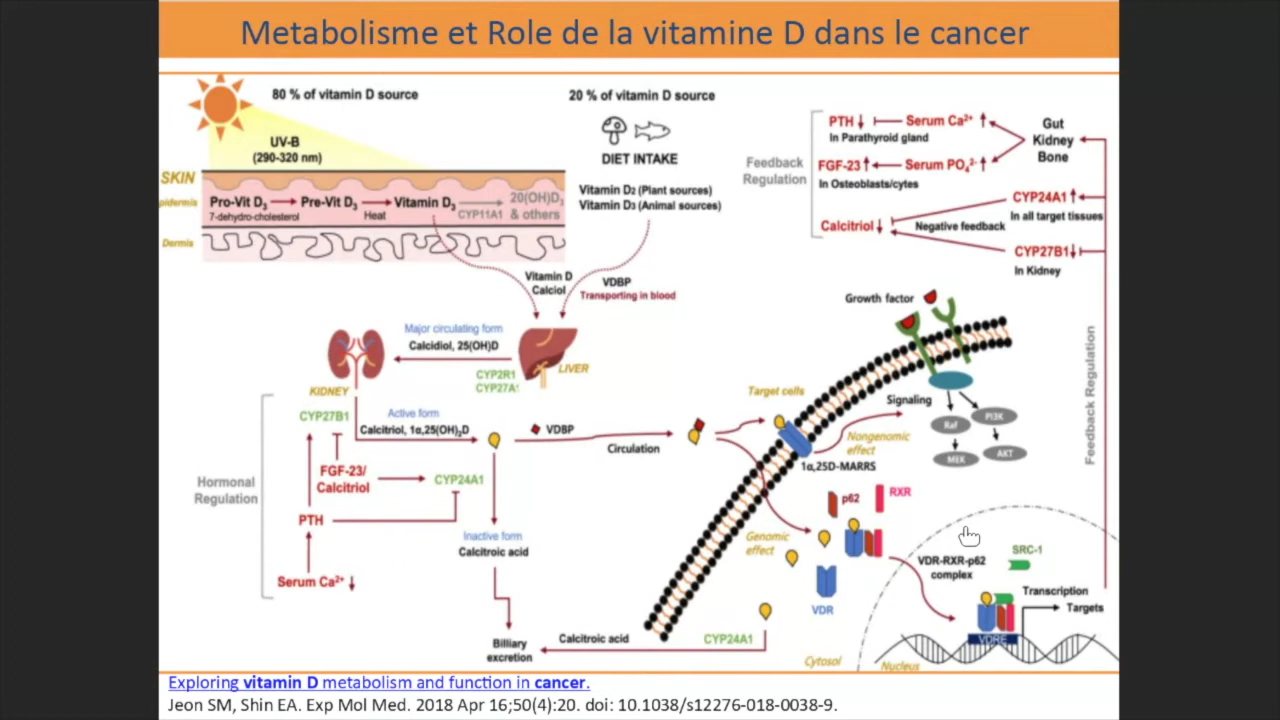 Metabolisme et Role de la vitamine D dans le cancer
80 % of vitamin D source
20 % of vitamin D source
UV-B
(290-320 nm)
DIET INTAKE
Vitamin D2 (Plant sources)
Vitamin D3 (Animal sources)
SKIN
pidermis
Pro-Vit D3
7-dehydro-cholesterol
Pre-Vit D3
Heat
Vitamin D3
CYP11A1
20(OH)D3
& others
Dermis
Vitamin D
Calciol
VDBP
Transporting in blood
Feedback
Regulation
PTH
In Parathyroid gland
Serum Ca2+
Gut
Kidney
Bone
FGF-23
In Osteoblasts/cytes
Serum PO42-
CYP24A1
In all target tissues
Calcitriol
Negative feedback
CYP27B1
In Kidney
Feedback Regulation
KIDNEY
Major circulating form
Calcidiol, 25(OH)D
CYP2R1
CYP27A1
LIVER
Hormonal
Regulation
CYP27B1
Active form
Calcitriol, 1α,25(OH)2D
VDBP
Circulation
FGF-23/
Calcitriol
CYP24A1
PTH
Serum Ca2+
Inactive form
Calcitroic acid
Billiary
excretion
Calcitroic acid
CYP24A1
Growth factor
Target cells
Signaling
Nongenomic
effect
1α,25D-MARRS
Raf
PI3K
MEK
AKT
p62
RXR
Genomic
effect
VDR
VDR-RXR-p62
complex
SRC-1
Transcription
Targets
VDRE
Cytosol
Nucleus
Exploring vitamin D metabolism and function in cancer.
Jeon SM, Shin EA. Exp Mol Med. 2018 Apr 16;50(4):20. doi: 10.1038/s12276-018-0038-9.